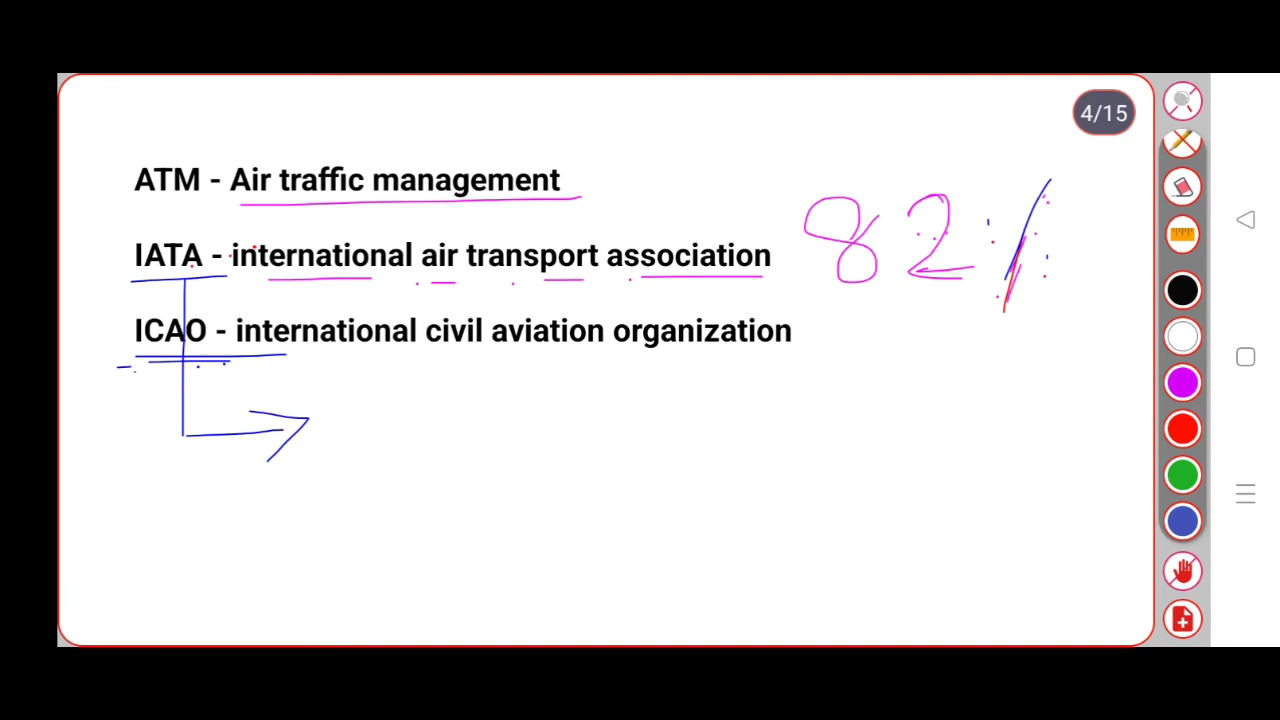 4/15
ATM - Air traffic management
IATA - international air transport association
82%
ICAO - international civil aviation organization